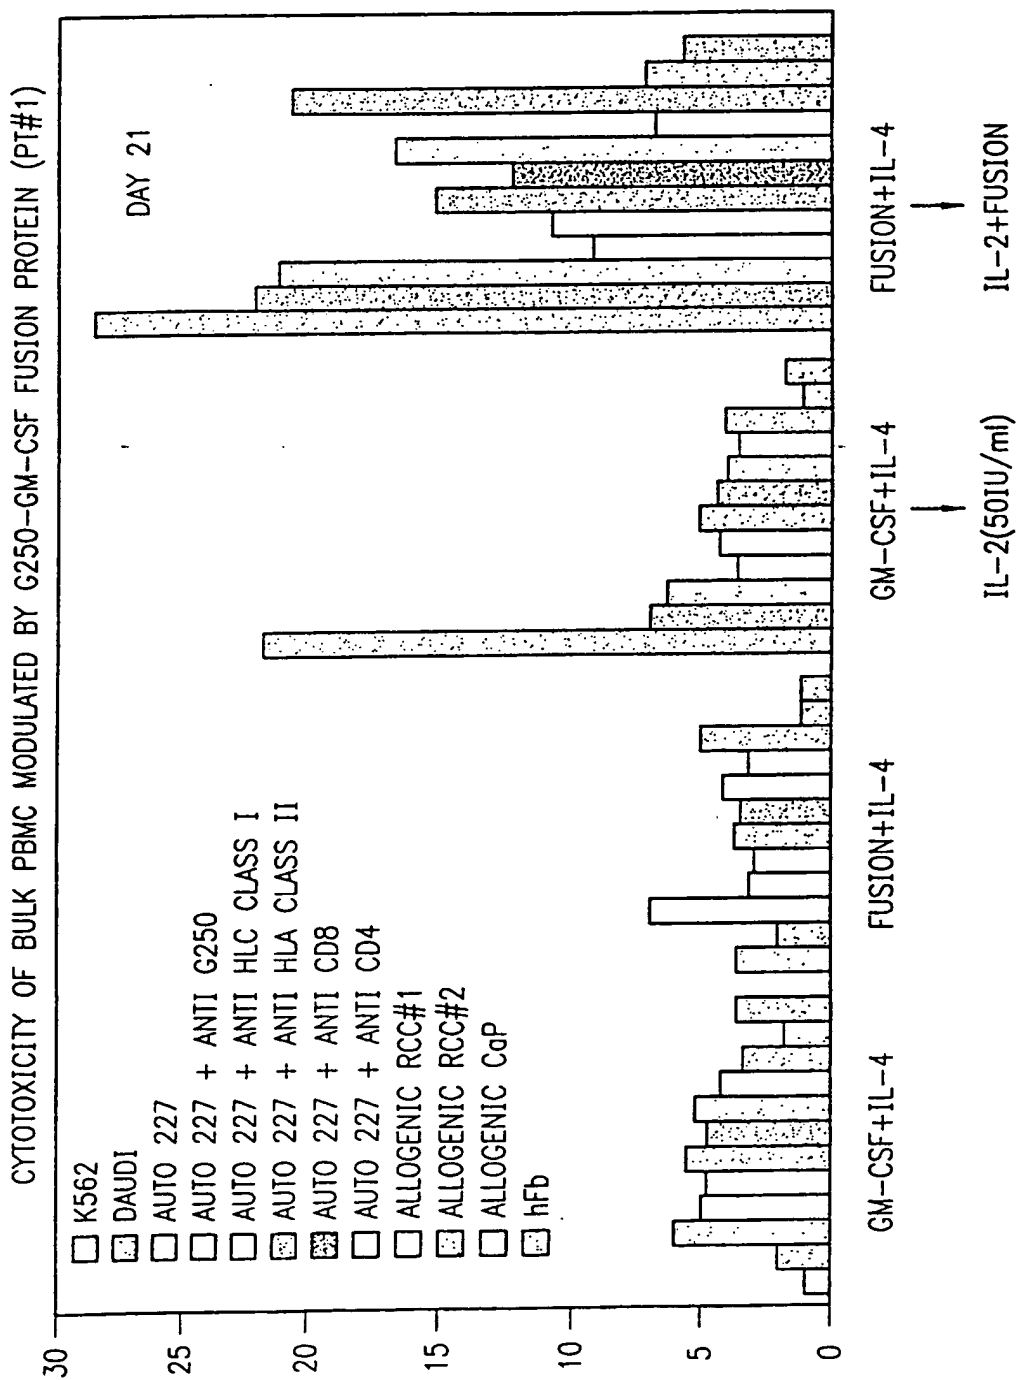 CYTOTOXICITY OF BULK PBMC MODULATED BY G250-GM-CSF FUSION PROTEIN (PT#1)
30
25
20
15
10
5
0
K562
DAUDI
AUTO 227
AUTO 227 + ANTI G250
AUTO 227 + ANTI HLC CLASS I
AUTO 227 + ANTI HLA CLASS II
AUTO 227 + ANTI CD8
AUTO 227 + ANTI CD4
ALLOGENIC RCC#1
ALLOGENIC RCC#2
ALLOGENIC CaP
hFb
DAY 21
GM-CSF+IL-4
FUSION+IL-4
GM-CSF+IL-4
FUSION+IL-4
IL-2(50IU/ml)
IL-2+FUSION